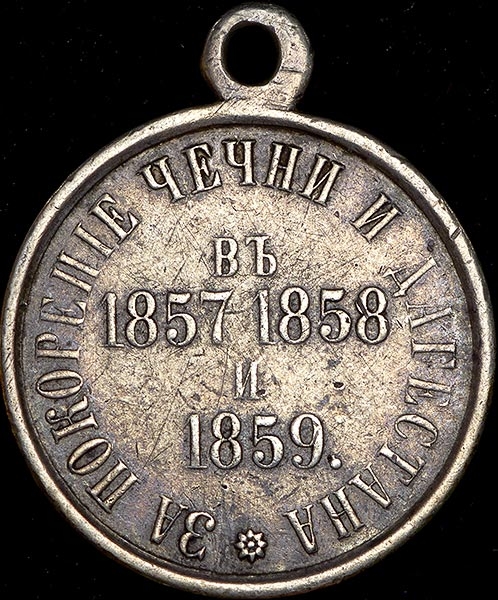 ЗА ПОКОРЕНІЕ ЧЕЧНИ И ДАГЕСТАНА
ВЪ
1857 1858
И
1859.